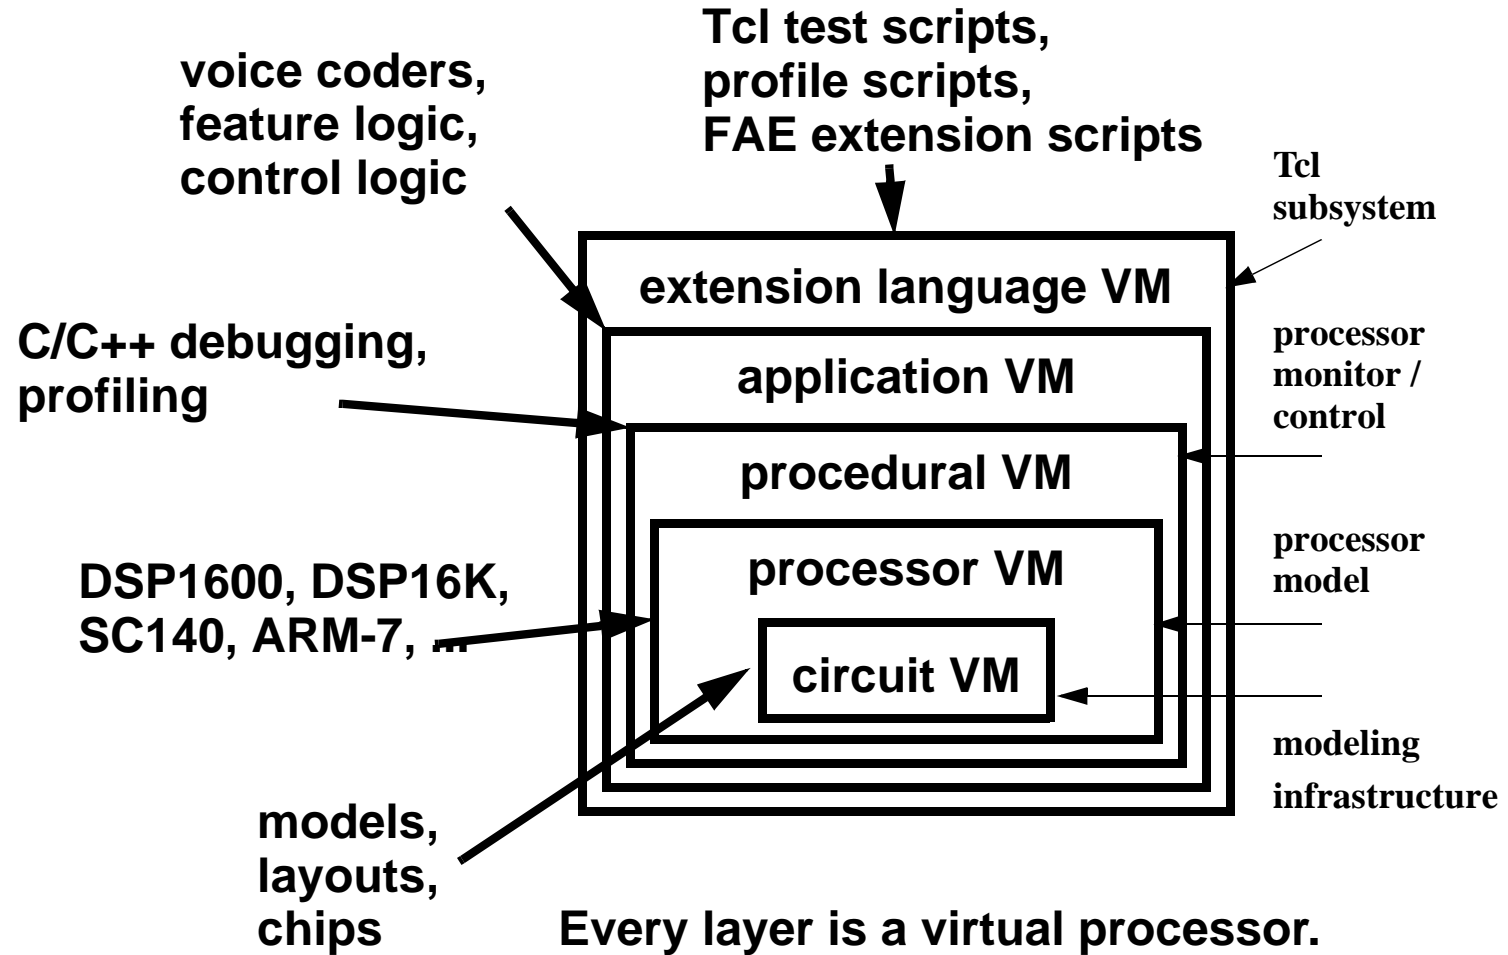 Tcl test scripts,
profile scripts,
FAE extension scripts
voice coders,
feature logic,
control logic
Tcl
subsystem
extension language VM
C/C++ debugging,
profiling
application VM
processor
monitor /
control
procedural VM
DSP1600, DSP16K,
SC140, ARM-7, ...
processor VM
processor
model
circuit VM
modeling
infrastructure
models,
layouts,
chips
Every layer is a virtual processor.